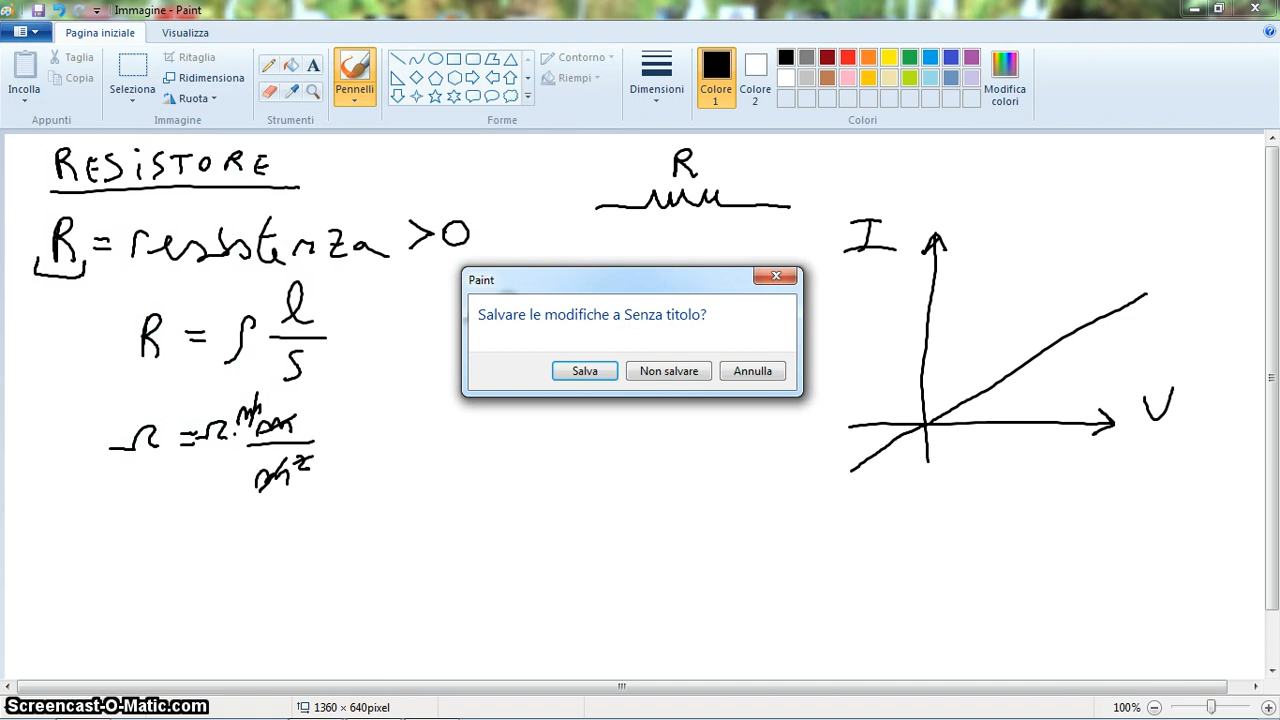 Immagine - Paint
Pagina iniziale
Visualizza
Incolla
Taglia
Copia
Appunti
Seleziona
Ritaglia
Ridimensiona
Ruota
Immagine
A
Strumenti
Pennelli
Contorno
Riempi
Forme
Dimensioni
Colore 1
Colore 2
Modifica colori
Colori
RESISTORE
R
R = resistenza >0
I
Paint
Salvare le modifiche a Senza titolo?
Salva
Non salvare
Annulla
R = ρ l/S
V
Screencast-O-Matic.com
1360 × 640pixel
100%